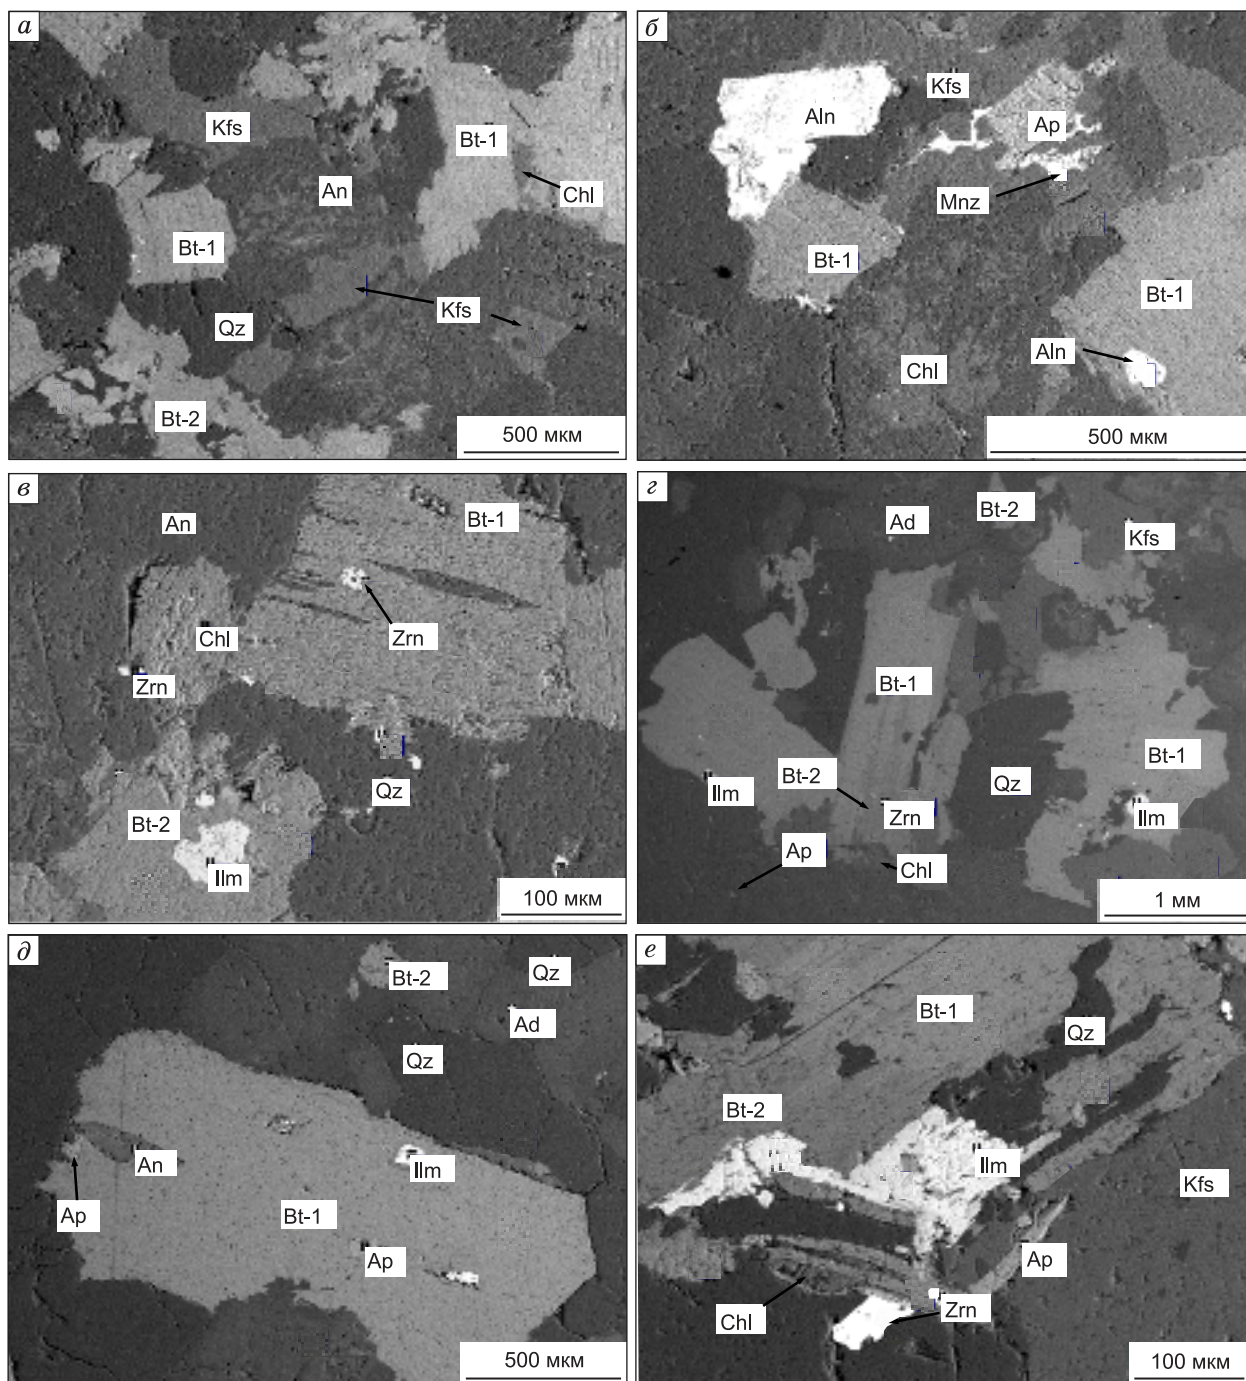 а
Kfs
Bt-1
An
Chl
Bt-1
Kfs
Qz
Bt-2
500 мкм
б
Kfs
Aln
Ap
Mnz
Bt-1
Bt-1
Aln
Chl
500 мкм
в
An
Bt-1
Chl
Zrn
Zrn
Qz
Bt-2
Ilm
100 мкм
г
Bt-2
Ad
Kfs
Bt-1
Bt-1
Bt-2
Qz
Ilm
Zrn
Ilm
Ap
Chl
1 мм
д
Bt-2
Qz
Ad
Qz
An
Ilm
Ap
Bt-1
Ap
500 мкм
е
Bt-1
Qz
Bt-2
Ilm
Kfs
Ap
Chl
Zrn
100 мкм